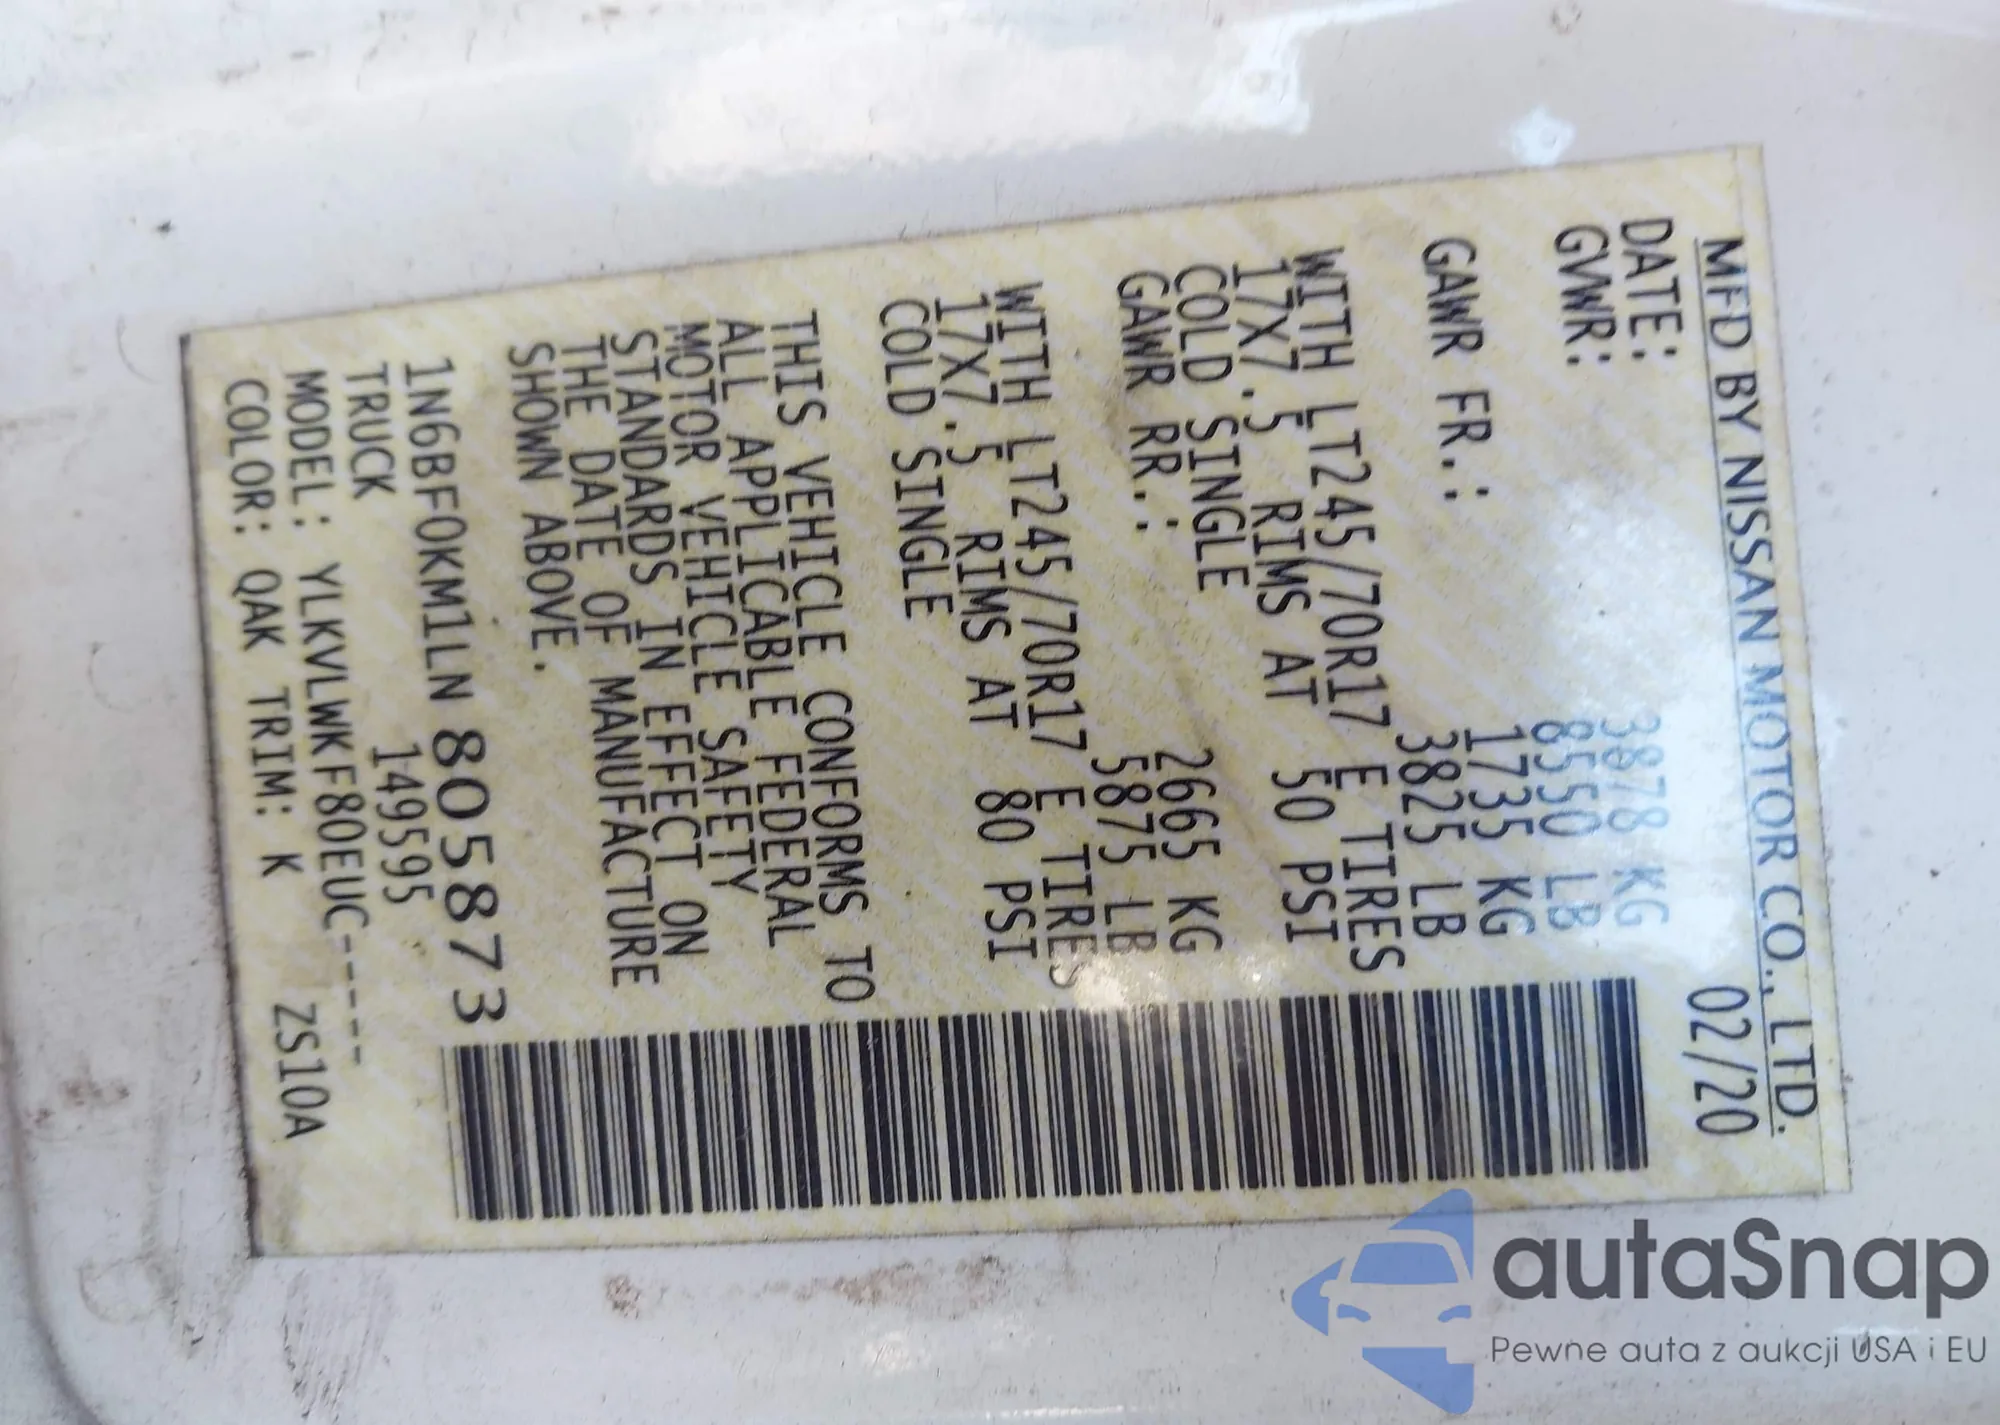 MFD BY NISSAN MOTOR CO., LTD.
DATE: 02/20
GVWR: 3878 KG
8550 LB
GAWR FR.: 1735 KG
3825 LB
WITH LT245/70R17 E TIRES
17X7.5 RIMS AT 50 PSI
COLD SINGLE
GAWR RR.: 2665 KG
5875 LB
WITH LT245/70R17 E TIRES
17X7.5 RIMS AT 80 PSI
COLD SINGLE
THIS VEHICLE CONFORMS TO
ALL APPLICABLE FEDERAL
MOTOR VEHICLE SAFETY
STANDARDS IN EFFECT ON
THE DATE OF MANUFACTURE
SHOWN ABOVE.
1N6BF0KM1LN 805873
TRUCK 149595
MODEL: YLKVLWKF80EUC-----
COLOR: QAK TRIM: K ZS10A
autaSnap
Pewne auta z aukcji USA i EU